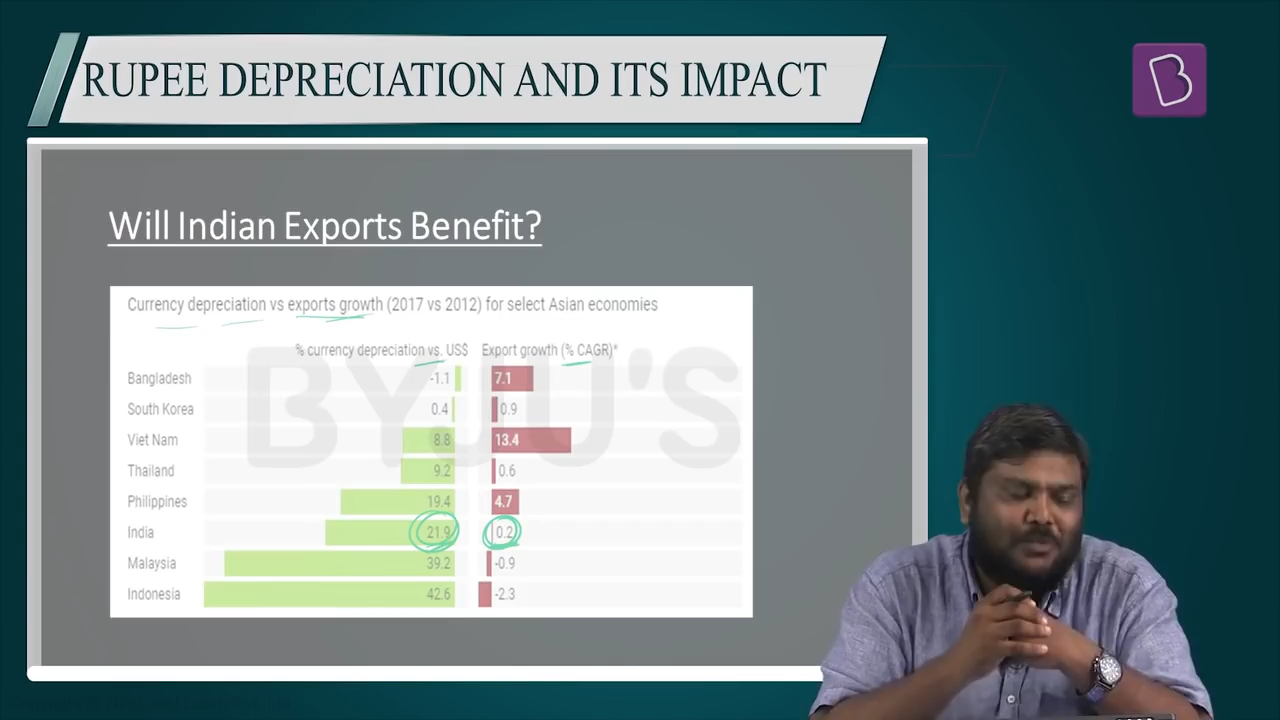 RUPEE DEPRECIATION AND ITS IMPACT
B
Will Indian Exports Benefit?
Currency depreciation vs exports growth (2017 vs 2012) for select Asian economies
% currency depreciation vs. US$ Export growth (% CAGR)*
BYJU'S
Bangladesh -1.1 7.1
South Korea 0.4 0.9
Viet Nam 8.8 13.4
Thailand 9.2 0.6
Philippines 19.4 4.7
India 21.9 0.2
Malaysia 39.2 -0.9
Indonesia 42.6 -2.3